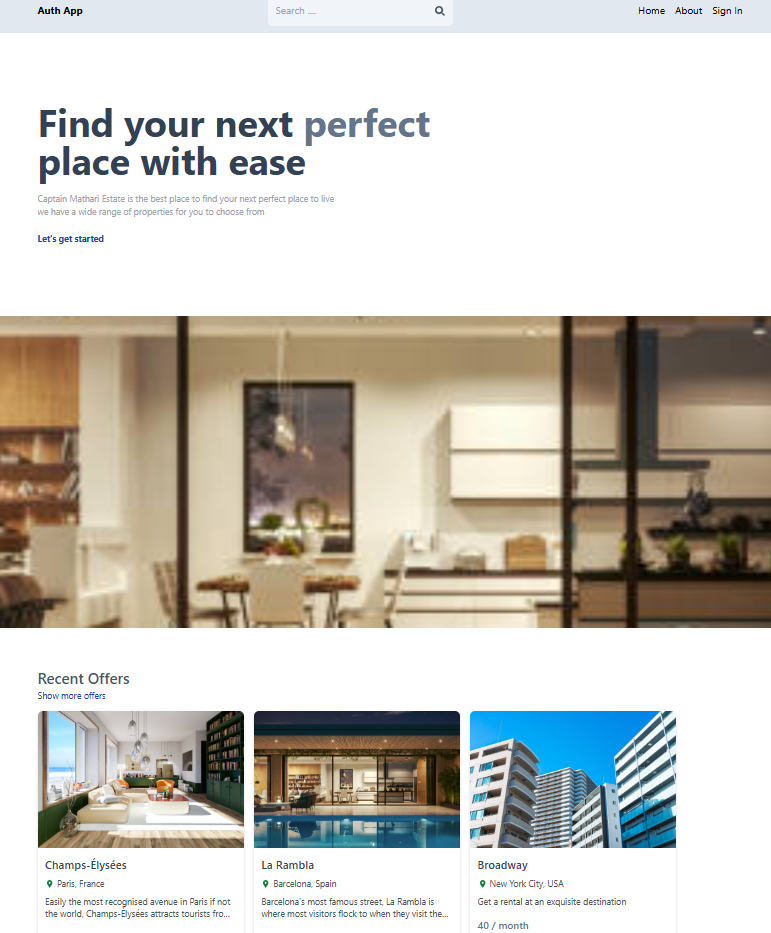 Auth App
Search ....
Home About Sign In
Find your next perfect
place with ease
Captain Mathari Estate is the best place to find your next perfect place to live
we have a wide range of properties for you to choose from
Let's get started
Recent Offers
Show more offers
Champs-Élysées
Paris, France
Easily the most recognised avenue in Paris if not
the world, Champs-Élysées attracts tourists fro...
La Rambla
Barcelona, Spain
Barcelona's most famous street, La Rambla is
where most visitors flock to when they visit the...
Broadway
New York City, USA
Get a rental at an exquisite destination
40 / month